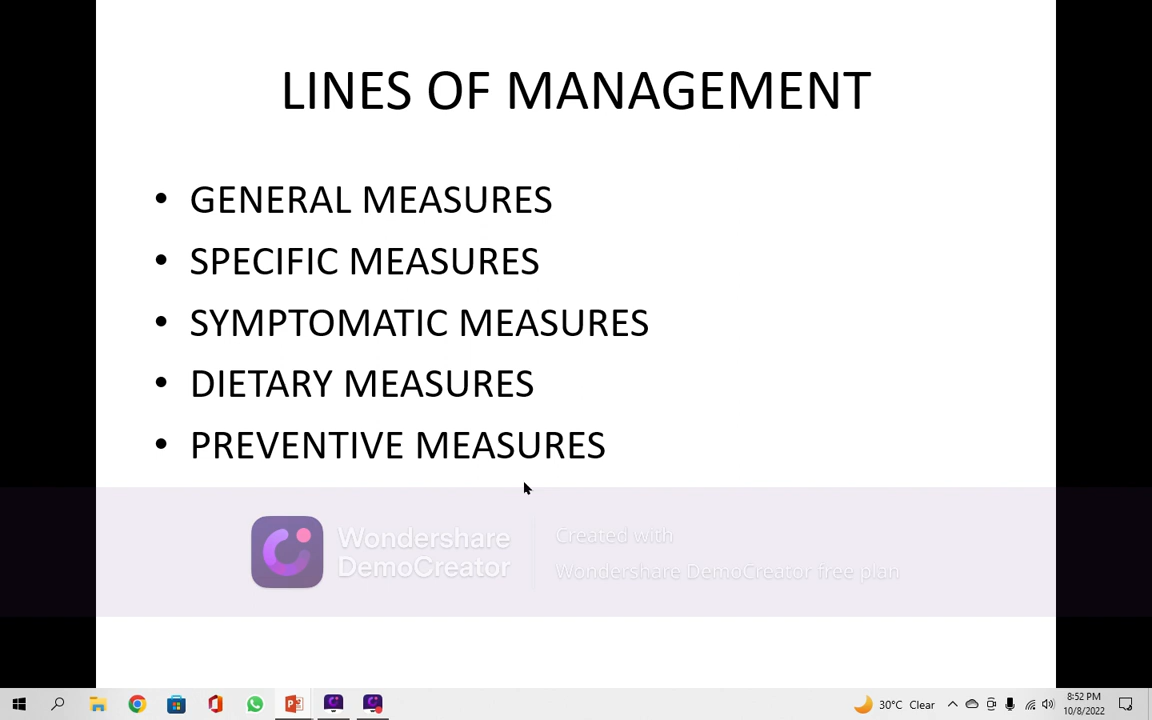 LINES OF MANAGEMENT
• GENERAL MEASURES
• SPECIFIC MEASURES
• SYMPTOMATIC MEASURES
• DIETARY MEASURES
• PREVENTIVE MEASURES
Wondershare
DemoCreator
Created with
Wondershare DemoCreator free plan
30°C Clear
8:52 PM
10/8/2022